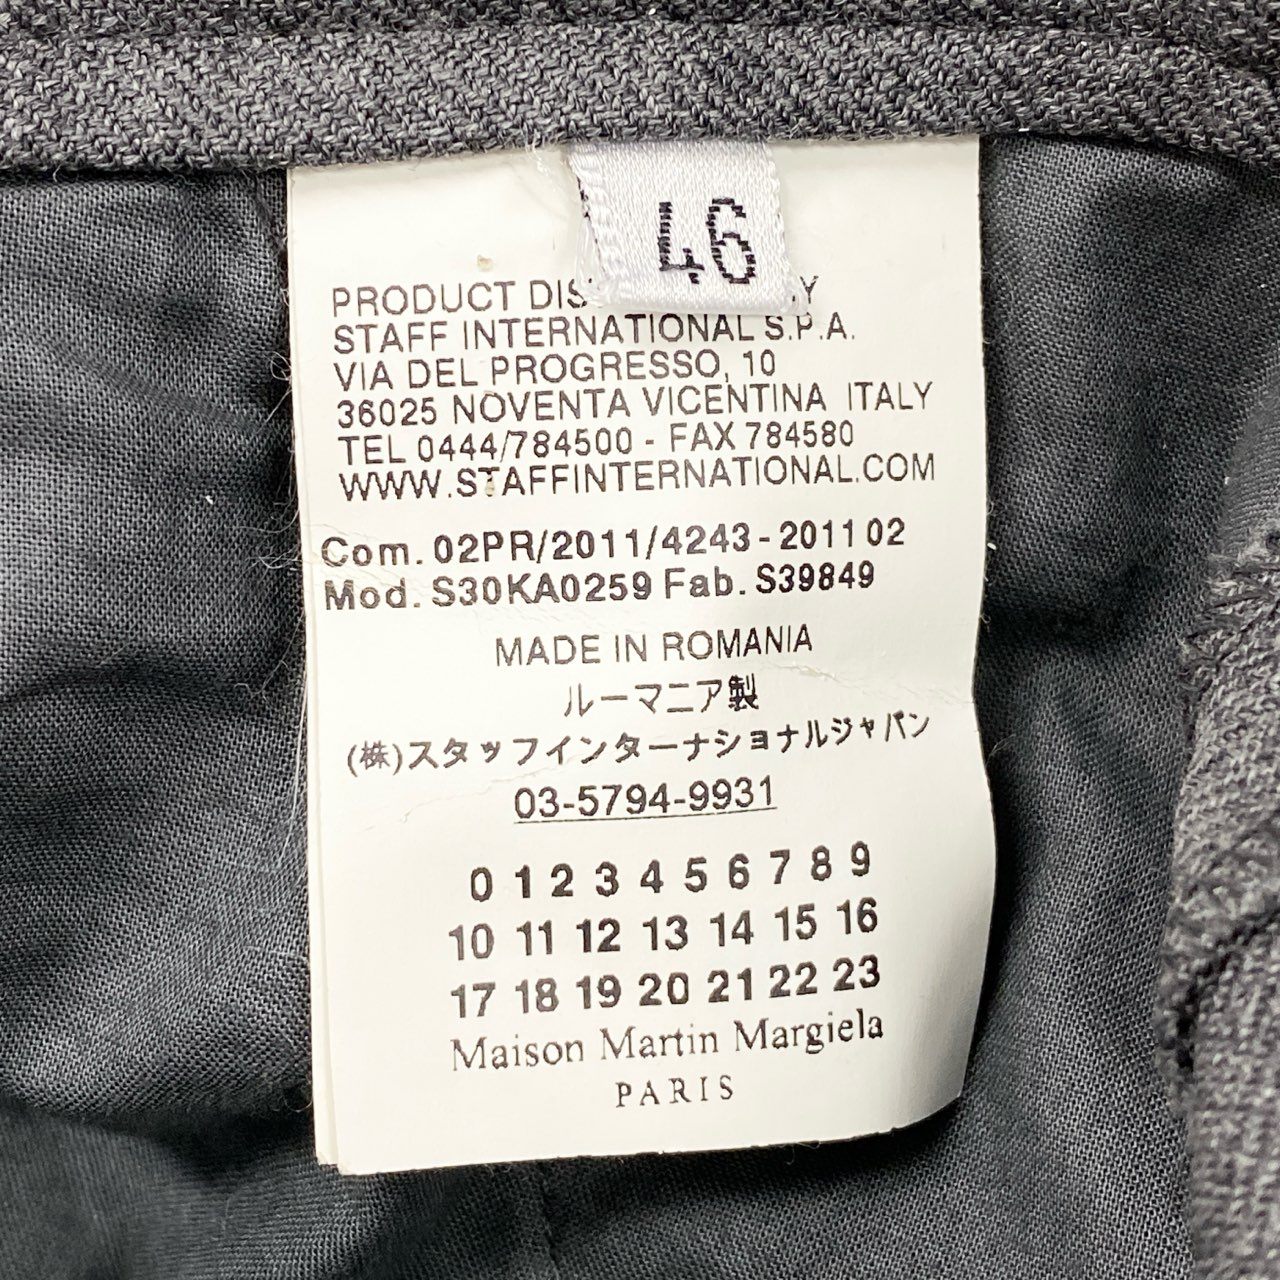 46
PRODUCT
STAFF INTERNATIONAL S.P.A.
VIA DEL PROGRESSO, 10
36025 NOVENTA VICENTINA ITALY
TEL 0444/784500 - FAX 784580
WWW.STAFFINTERNATIONAL.COM
Com. 02PR/2011/4243-2011 02
Mod. S30KA0259 Fab. S39849
MADE IN ROMANIA
ルーマニア製
(株)スタッフインターナショナルジャパン
03-5794-9931
0 1 2 3 4 5 6 7 8 9
10 11 12 13 14 15 16
17 18 19 20 21 22 23
Maison Martin Margiela
PARIS